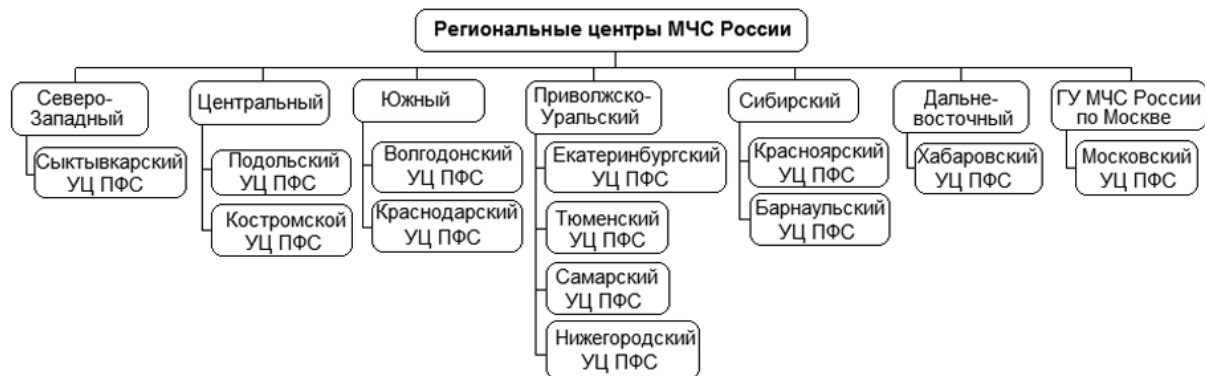 Региональные центры МЧС России
Северо-
Западный
Сыктывкарский
УЦ ПФС
Центральный
Подольский
УЦ ПФС
Костромской
УЦ ПФС
Южный
Волгодонский
УЦ ПФС
Краснодарский
УЦ ПФС
Приволжско-
Уральский
Екатеринбургский
УЦ ПФС
Тюменский
УЦ ПФС
Самарский
УЦ ПФС
Нижегородский
УЦ ПФС
Сибирский
Красноярский
УЦ ПФС
Барнаульский
УЦ ПФС
Дальне-
восточный
Хабаровский
УЦ ПФС
ГУ МЧС России
по Москве
Московский
УЦ ПФС